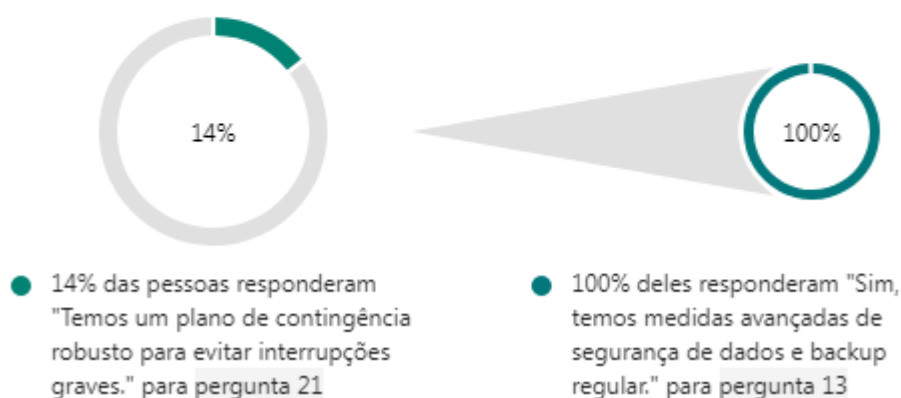 14%
100%
14% das pessoas responderam
"Temos um plano de contingência
robusto para evitar interrupções
graves." para pergunta 21
100% deles responderam "Sim,
temos medidas avançadas de
segurança de dados e backup
regular." para pergunta 13